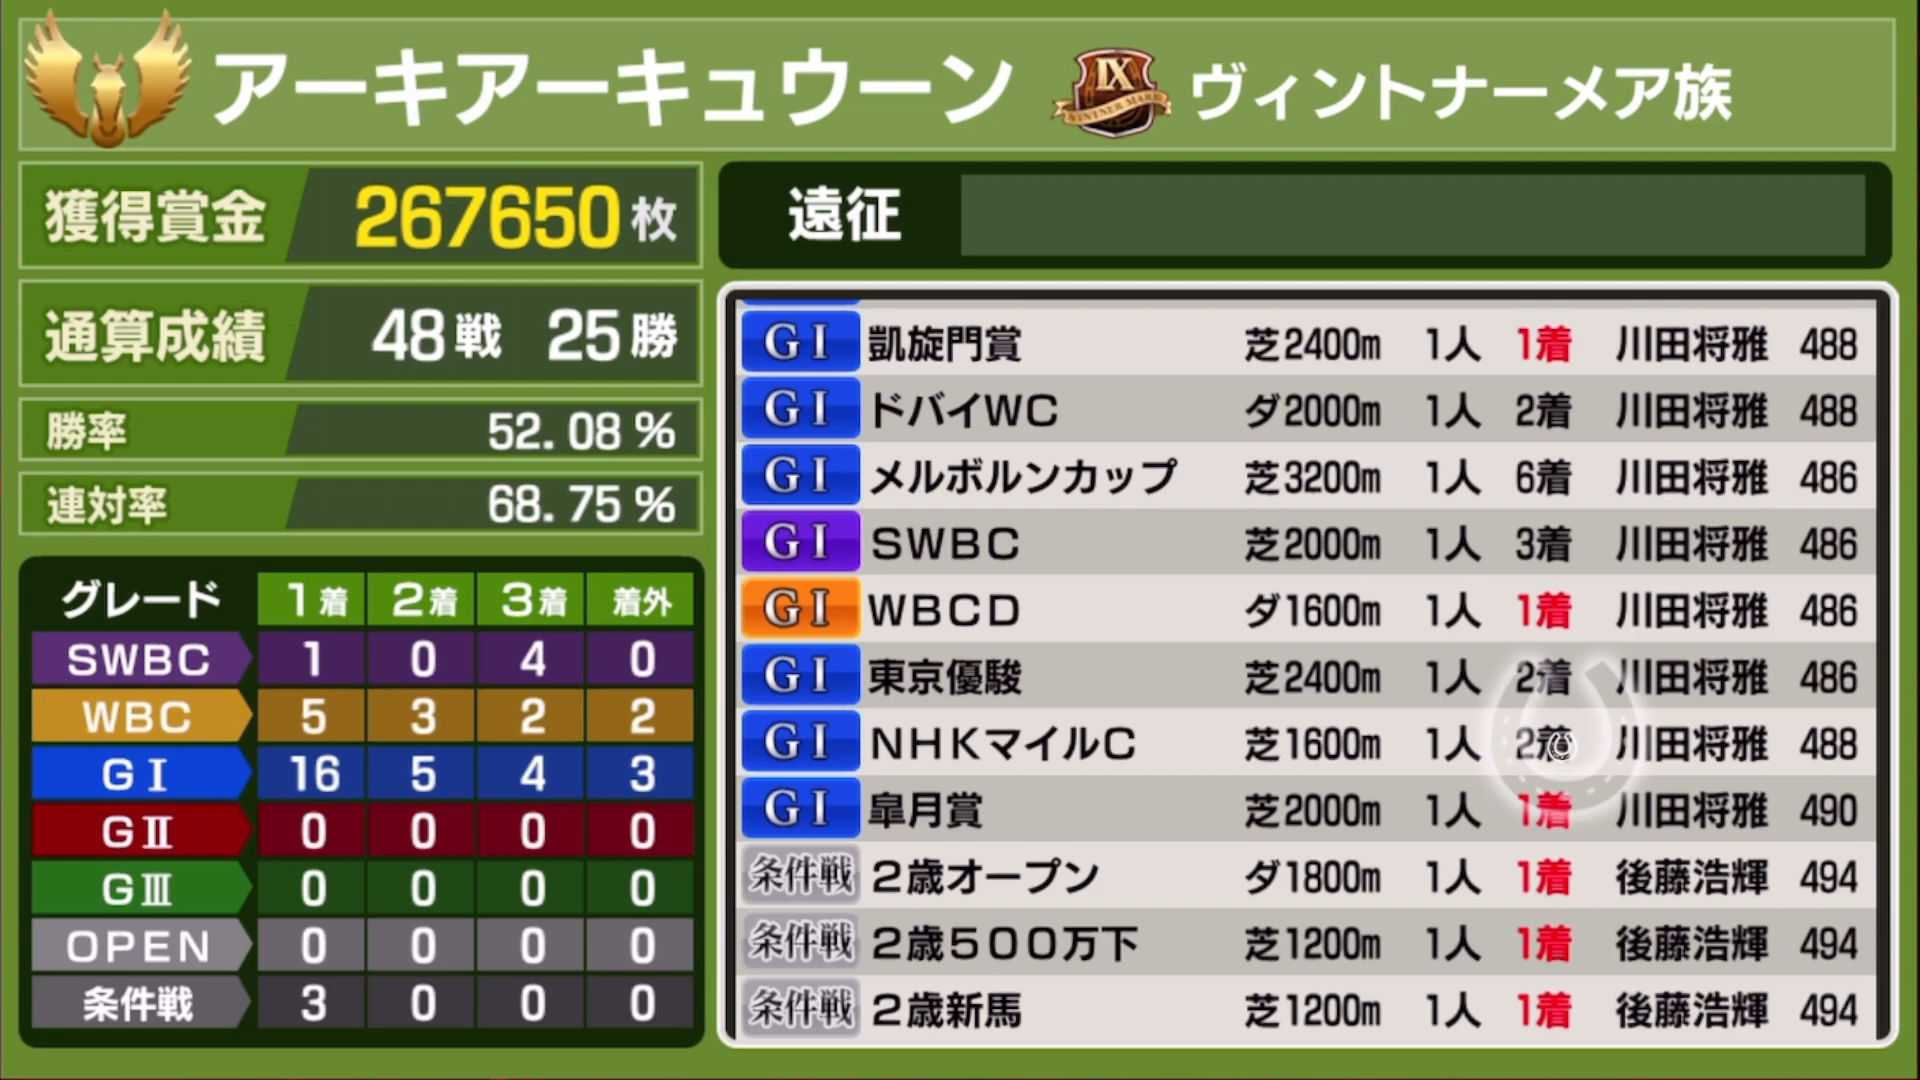 アーキアーキュウーン IX VINTNER MARE ヴィントナーメア族
獲得賞金 267650枚
通算成績 48戦 25勝
勝率 52.08%
連対率 68.75%
グレード 1着 2着 3着 着外
SWBC 1 0 4 0
WBC 5 3 2 2
GI 16 5 4 3
GⅡ 0 0 0 0
GⅢ 0 0 0 0
OPEN 0 0 0 0
条件戦 3 0 0 0
遠征
GI 凱旋門賞 芝2400m 1人 1着 川田将雅 488
GI ドバイWC ダ2000m 1人 2着 川田将雅 488
GI メルボルンカップ 芝3200m 1人 6着 川田将雅 486
GI SWBC 芝2000m 1人 3着 川田将雅 486
GI WBCD ダ1600m 1人 1着 川田将雅 486
GI 東京優駿 芝2400m 1人 2着 川田将雅 486
GI NHKマイルC 芝1600m 1人 2着 川田将雅 488
GI 皐月賞 芝2000m 1人 1着 川田将雅 490
条件戦 2歳オープン ダ1800m 1人 1着 後藤浩輝 494
条件戦 2歳500万下 芝1200m 1人 1着 後藤浩輝 494
条件戦 2歳新馬 芝1200m 1人 1着 後藤浩輝 494